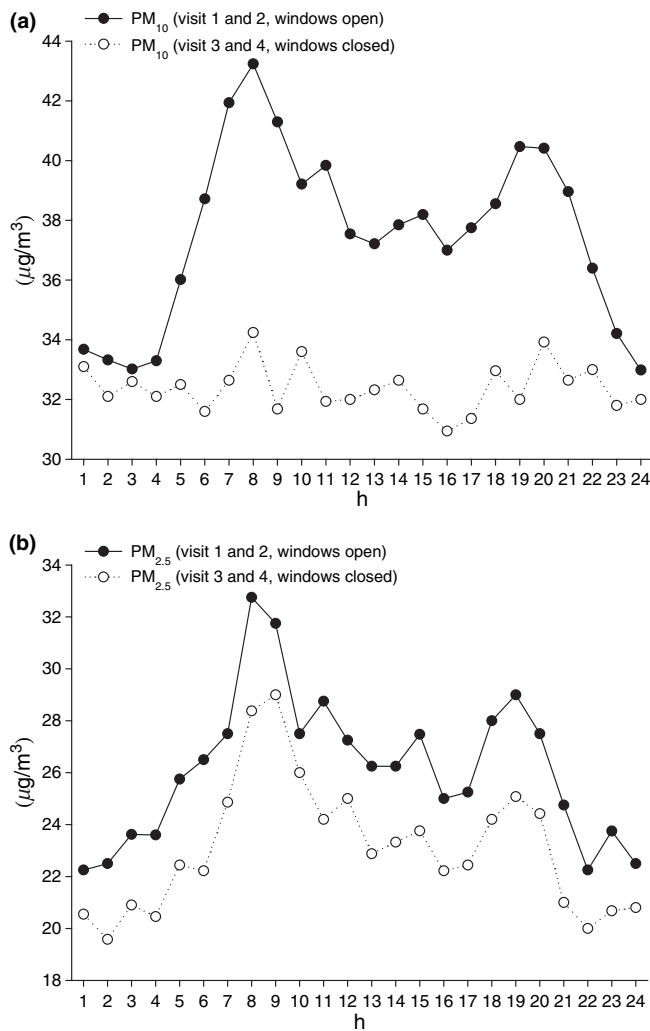 (a)
PM10 (visit 1 and 2, windows open)
PM10 (visit 3 and 4, windows closed)
44
42
40
38
36
34
32
30
(μg/m³)
1 2 3 4 5 6 7 8 9 10 11 12 13 14 15 16 17 18 19 20 21 22 23 24
h
(b)
PM2.5 (visit 1 and 2, windows open)
PM2.5 (visit 3 and 4, windows closed)
34
32
30
28
26
24
22
20
18
(μg/m³)
1 2 3 4 5 6 7 8 9 10 11 12 13 14 15 16 17 18 19 20 21 22 23 24
h